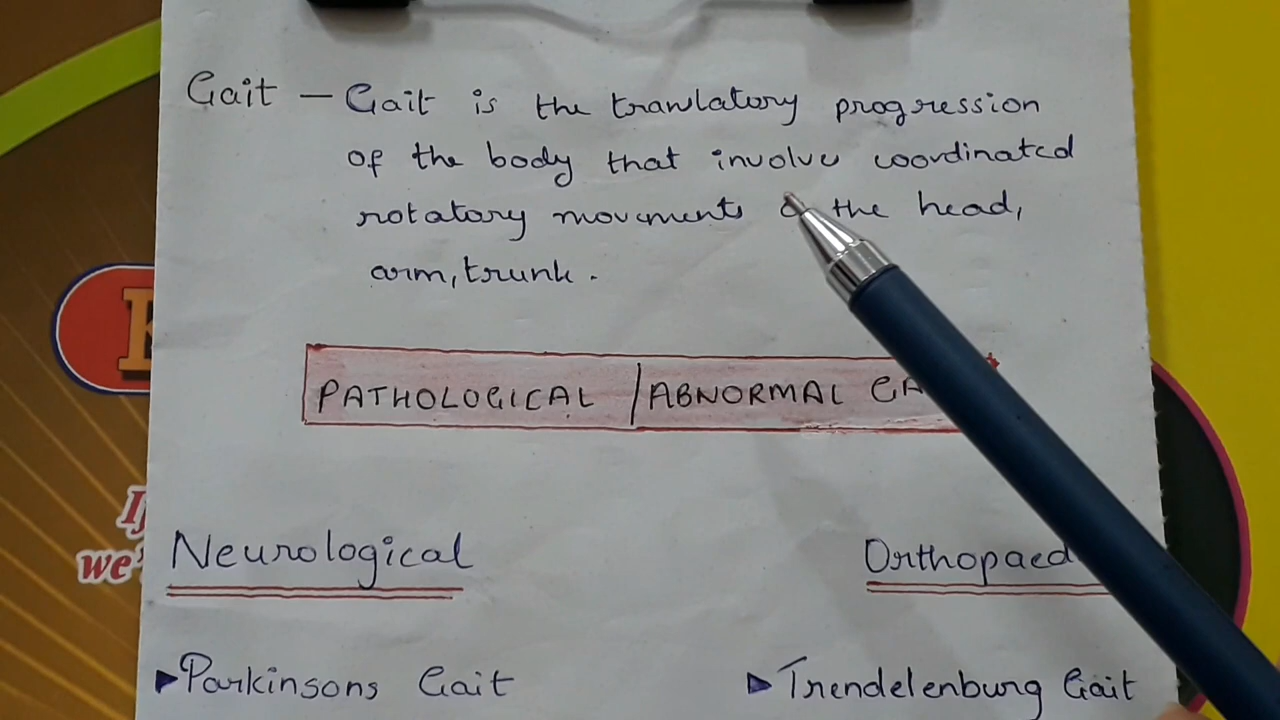 Gait – Gait is the translatory progression
of the body that involve coordinated
rotatory movements the head,
arm, trunk.
PATHOLOGICAL / ABNORMAL
Neurological
Orthopaed
▶Parkinsons Gait
▶Trendelenburg Gait
we'